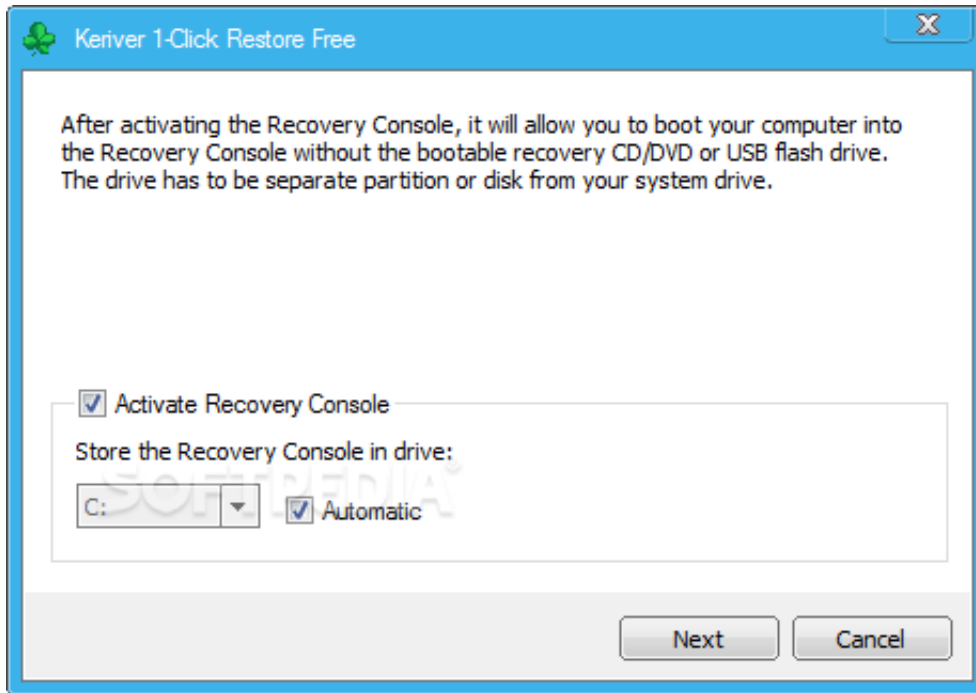 Keriver 1-Click Restore Free
After activating the Recovery Console, it will allow you to boot your computer into
the Recovery Console without the bootable recovery CD/DVD or USB flash drive.
The drive has to be separate partition or disk from your system drive.
Activate Recovery Console
Store the Recovery Console in drive:
SOFTPEDIA
C:
Automatic
Next
Cancel